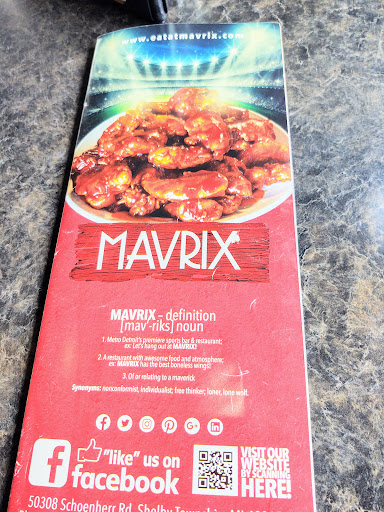 www.eatatmavrix.com
MAVRIX
MAVRIX – definition
[mav'-riks] noun
1. Metro Detroit's premiere sports bar & restaurant;
ex: Let's hang out at MAVRIX!
2. A restaurant with awesome food and atmosphere;
ex: MAVRIX has the best boneless wings!
3. Of or relating to a maverick
Synonyms: nonconformist, individualist; free thinker; loner, lone wolf.
"like" us on
facebook
VISIT OUR
WEBSITE
BY SCANNING
HERE!
50308 Schoenherr Rd. Shelby Township, MI